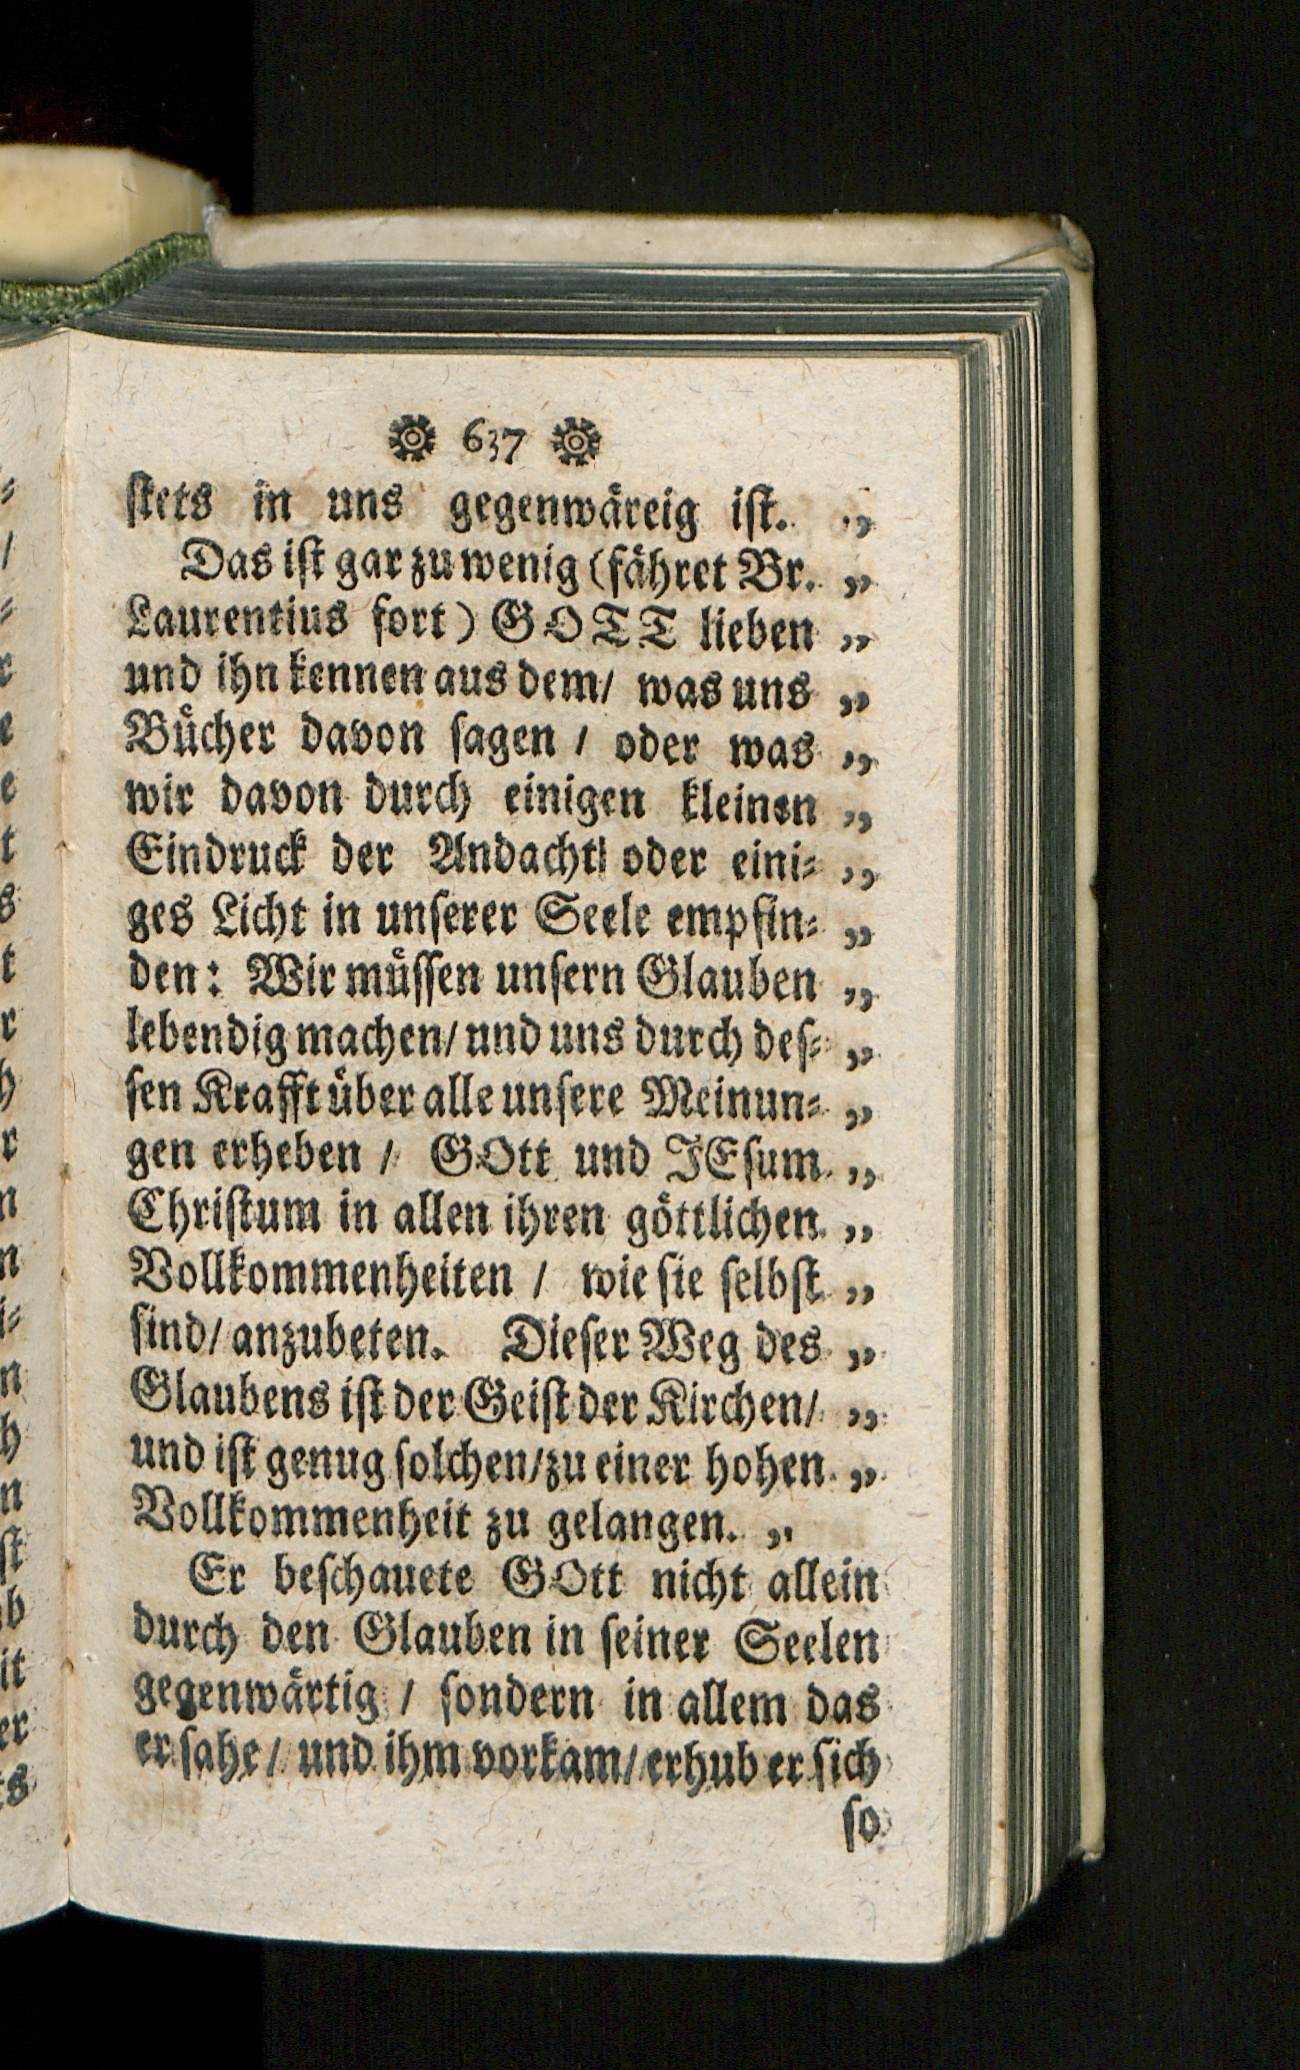 637
stets in uns gegenwäreig ist. „
Das ist gar zu wenig (fähret Br. „
Laurentius fort) GOTT lieben „
und ihn kennen aus dem/ was uns „
Bücher davon sagen / oder was „
wir davon durch einigen kleinen „
Eindruck der Andacht/ oder eini= „
ges Licht in unserer Seele empfin= „
den: Wir müssen unsern Glauben „
lebendig machen/ und uns durch des= „
sen Krafft über alle unsere Meinun= „
gen erheben / GOtt und JEsum „
Christum in allen ihren göttlichen „
Vollkommenheiten / wie sie selbst „
sind/ anzubeten. Dieser Weg des „
Glaubens ist der Geist der Kirchen/ „
und ist genug solchen/ zu einer hohen „
Vollkommenheit zu gelangen. „
Er beschauete GOtt nicht allein
durch den Glauben in seiner Seelen
gegenwärtig / sondern in allem das
er sahe / und ihm vorkam/ erhub er sich
so